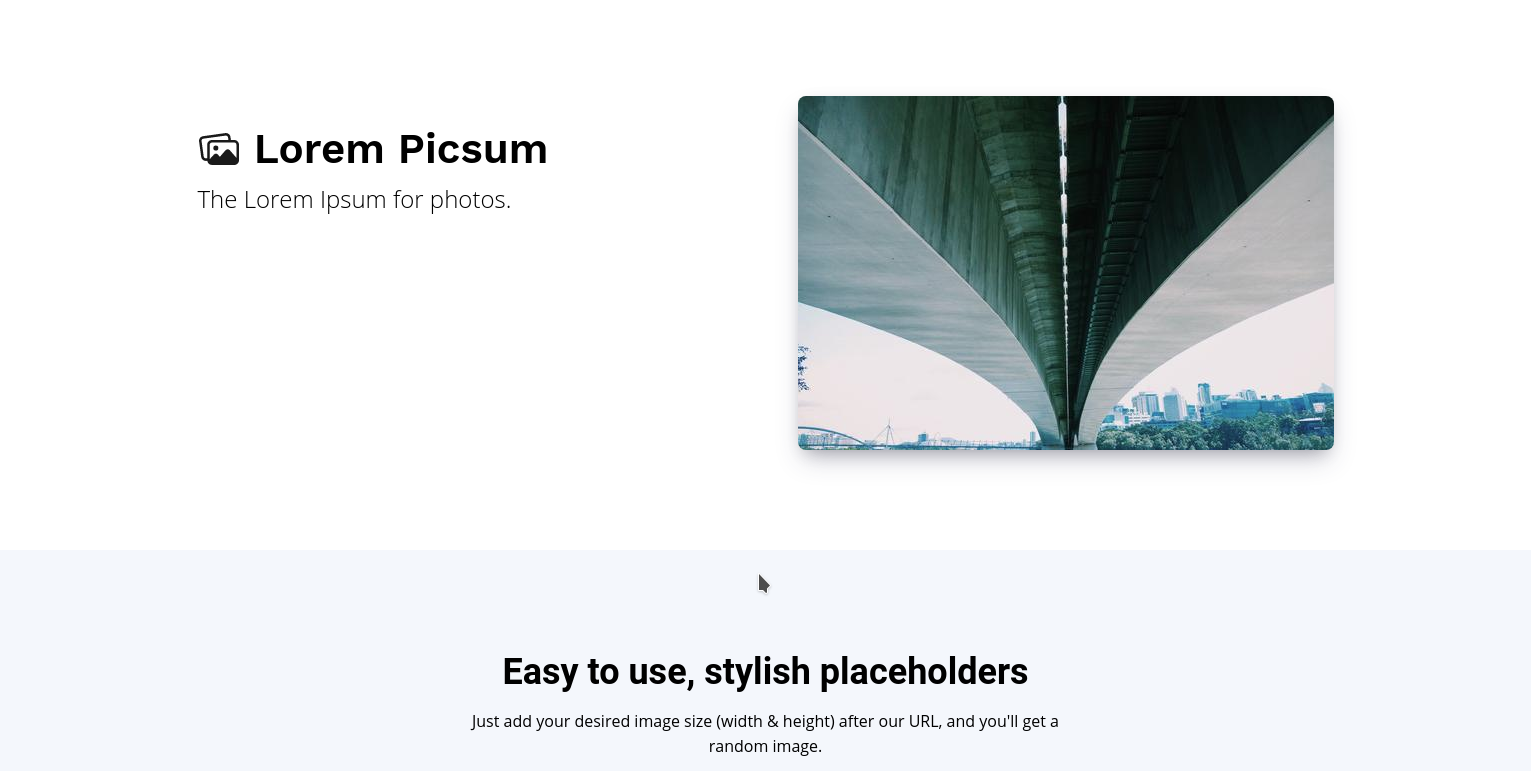 Lorem Picsum
The Lorem Ipsum for photos.
Easy to use, stylish placeholders
Just add your desired image size (width & height) after our URL, and you'll get a
random image.